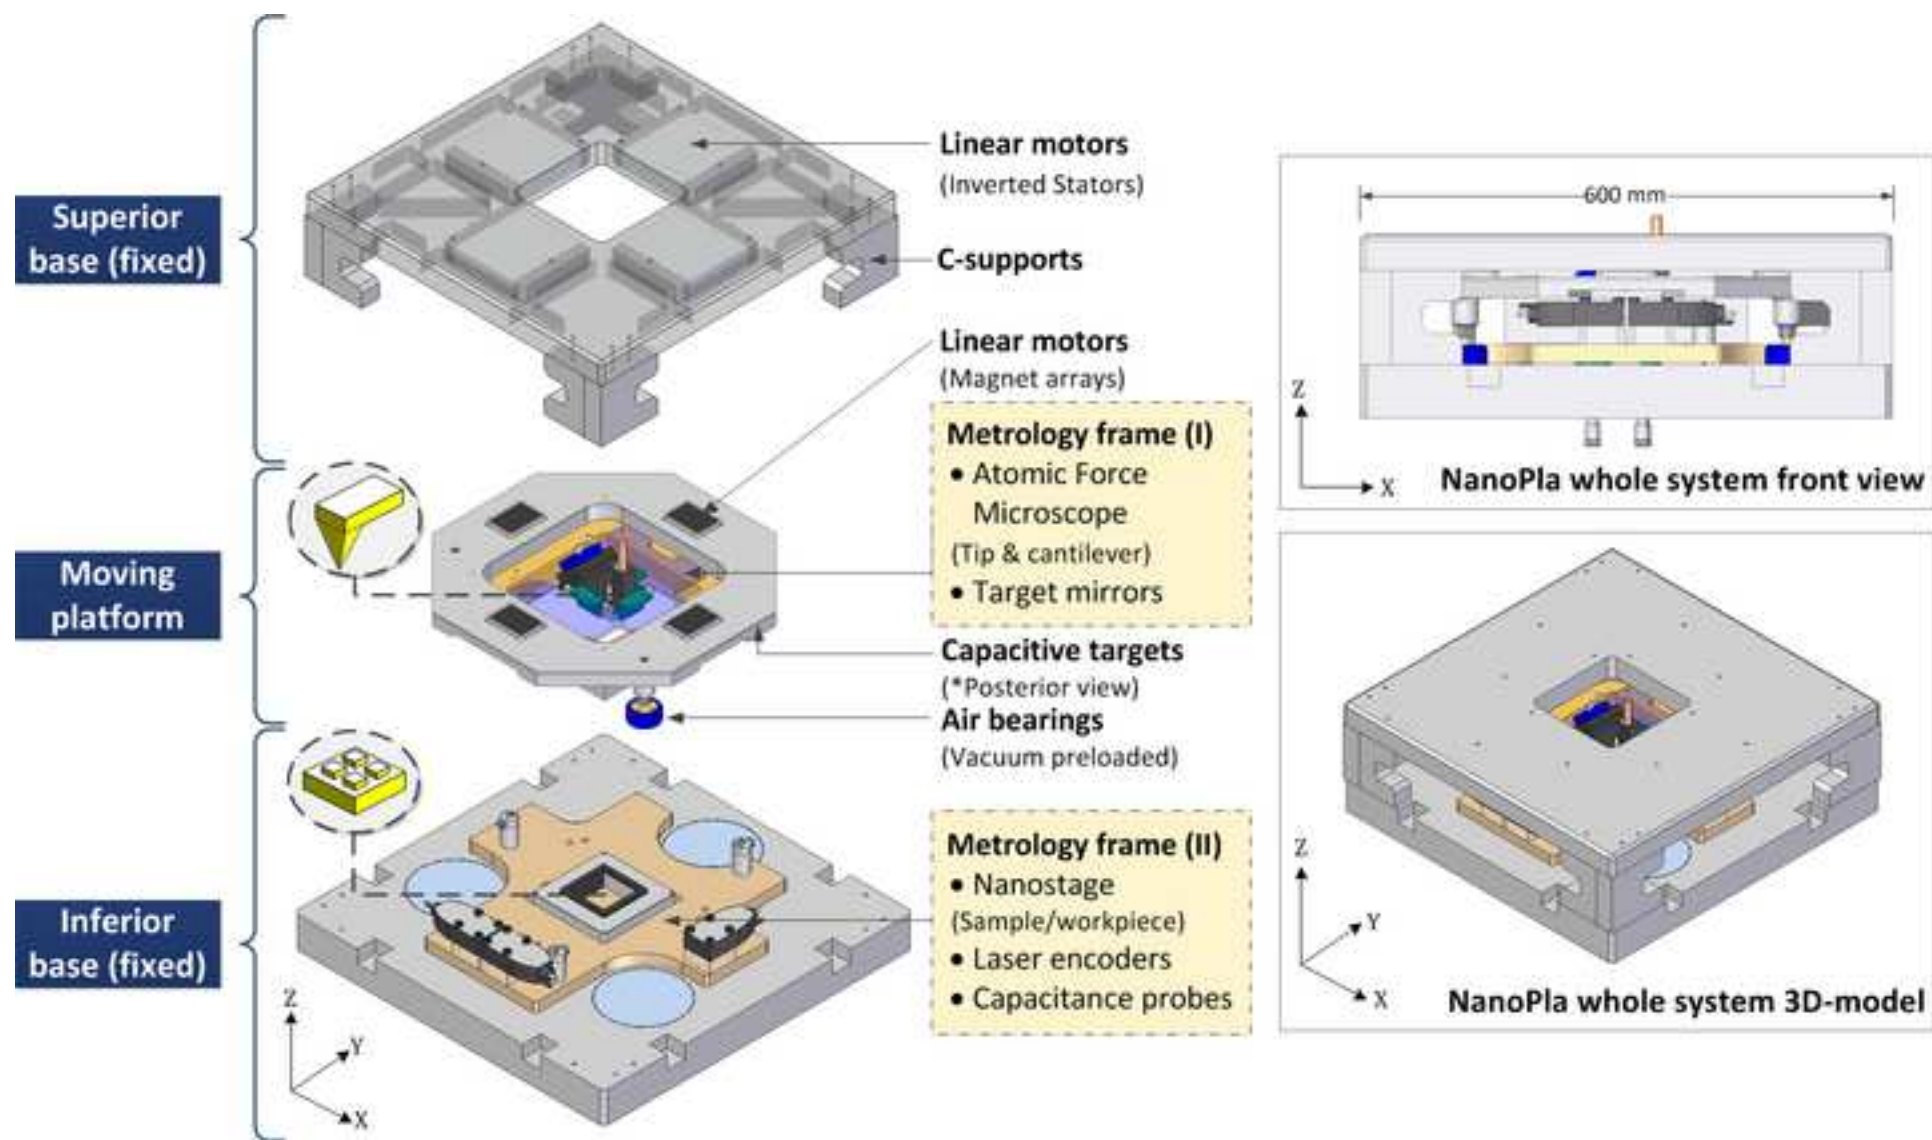 Superior
base (fixed)
Linear motors
(Inverted Stators)
C-supports
Moving
platform
Linear motors
(Magnet arrays)
Metrology frame (I)
• Atomic Force
Microscope
(Tip & cantilever)
• Target mirrors
Capacitive targets
(*Posterior view)
Air bearings
(Vacuum preloaded)
Inferior
base (fixed)
Metrology frame (II)
• Nanostage
(Sample/workpiece)
• Laser encoders
• Capacitance probes
Z
Y
X
600 mm
Z
X
NanoPla whole system front view
Z
Y
X
NanoPla whole system 3D-model